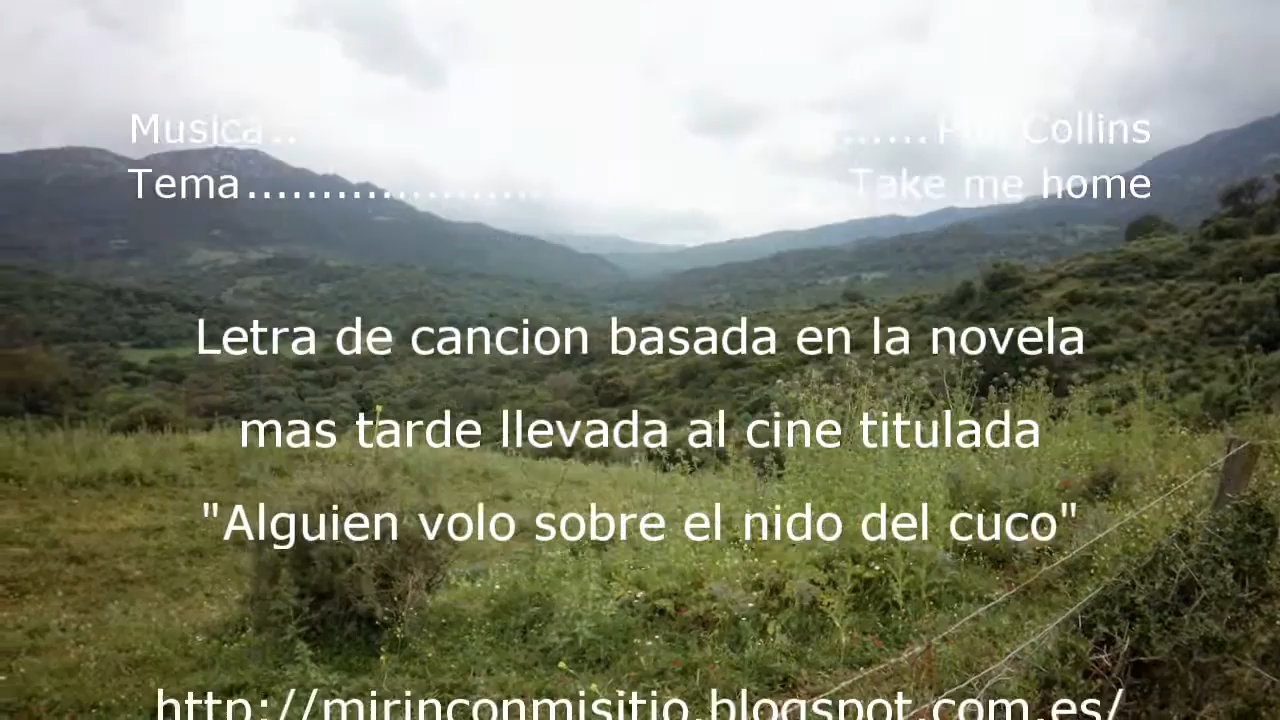 Musica.. ......Phil Collins
Tema.................... Take me home
Letra de cancion basada en la novela
mas tarde llevada al cine titulada
"Alguien volo sobre el nido del cuco"
http://mirinconmisitio.blogspot.com.es/